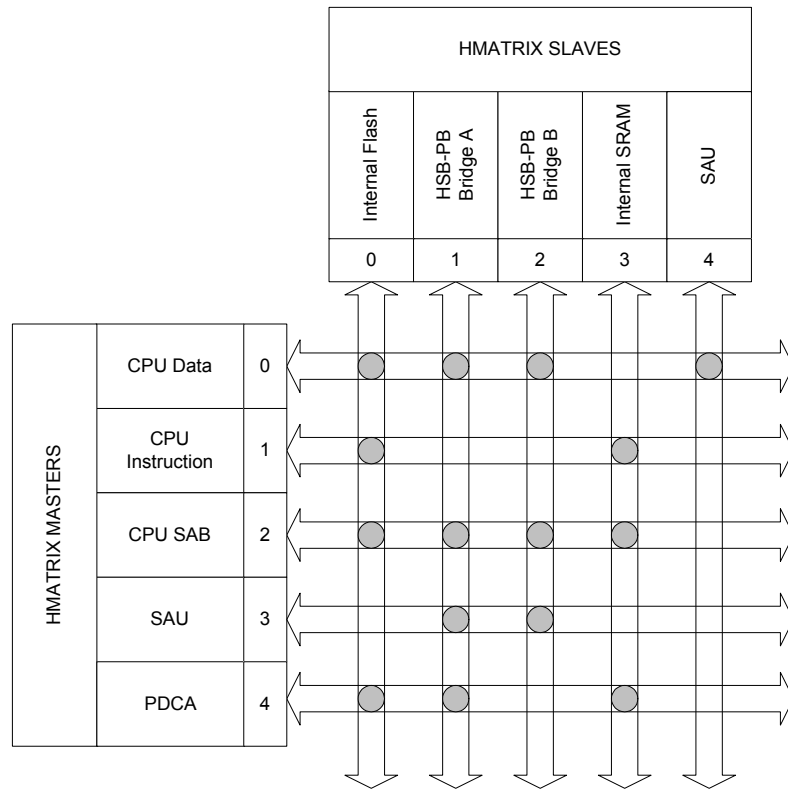 HMATRIX SLAVES
Internal Flash
HSB-PB
Bridge A
HSB-PB
Bridge B
Internal SRAM
SAU
0
1
2
3
4
HMATRIX MASTERS
CPU Data
0
CPU
Instruction
1
CPU SAB
2
SAU
3
PDCA
4